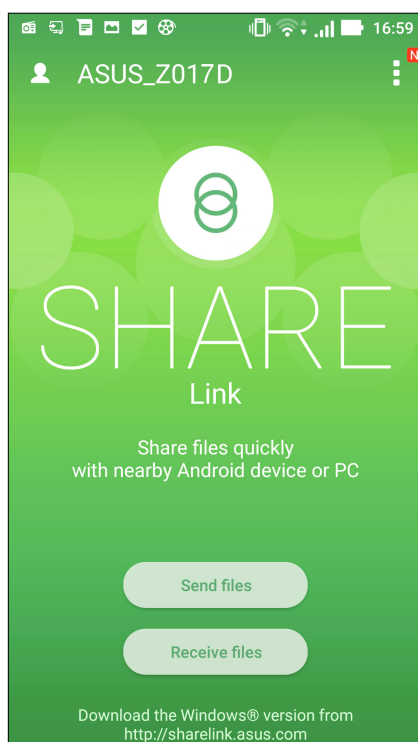 16:59
ASUS_Z017D
N
SHARE
Link
Share files quickly
with nearby Android device or PC
Send files
Receive files
Download the Windows® version from
http://sharelink.asus.com